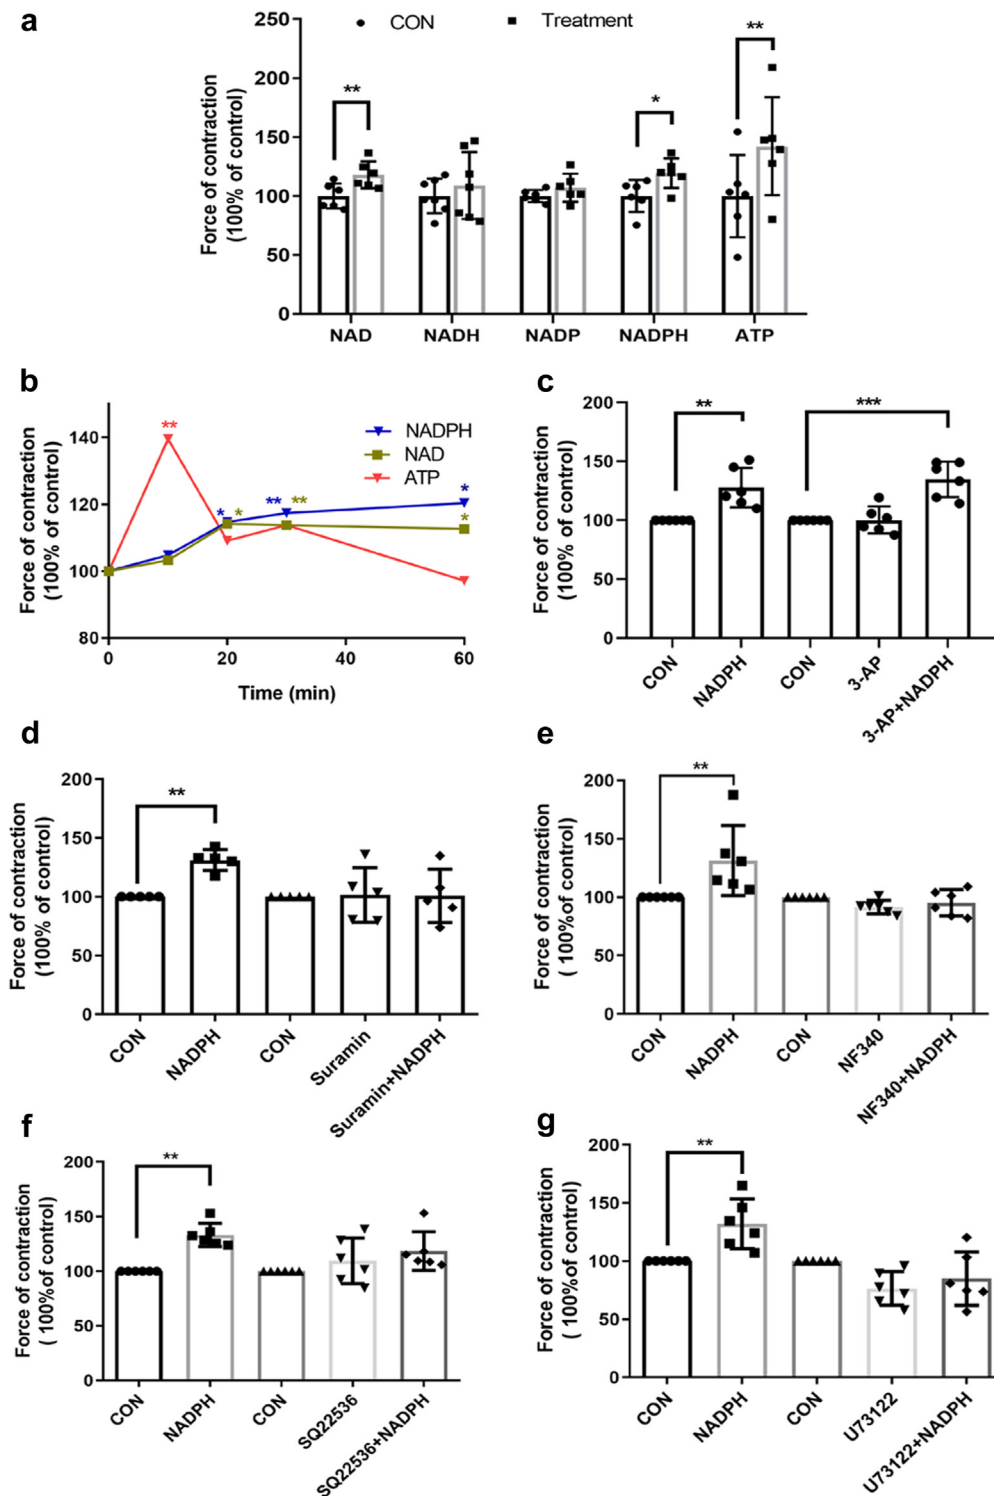 a
CON Treatment
Force of contraction
(100% of control)
250
200
150
100
50
0
**
*
**
NAD NADH NADP NADPH ATP
b
Force of contraction
(100% of control)
140
120
100
80
**
NADPH
NAD
ATP
* *
** **
*
*
0 20 40 60
Time (min)
c
Force of contraction
(100% of control)
200
150
100
50
0
**
***
CON NADPH CON 3-AP 3-AP+NADPH
d
Force of contraction
(100% of control)
200
150
100
50
0
**
CON NADPH CON Suramin Suramin+NADPH
e
Force of contraction
( 100%of control)
200
150
100
50
0
**
CON NADPH CON NF340 NF340+NADPH
f
Force of contraction
( 100%of control)
200
150
100
50
0
**
CON NADPH CON SQ22536 SQ22536+NADPH
g
Force of contraction
( 100%of control)
200
150
100
50
0
**
CON NADPH CON U73122 U73122+NADPH